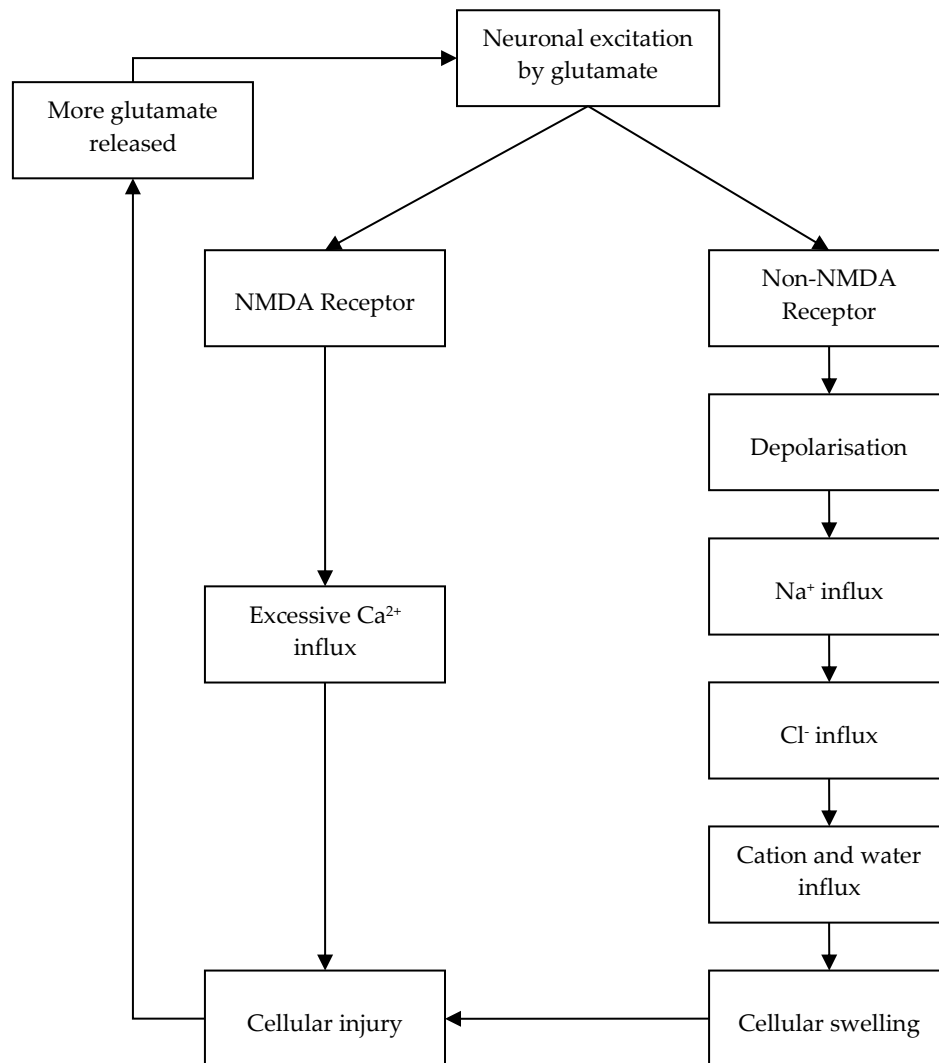 Neuronal excitation
by glutamate
More glutamate
released
NMDA Receptor
Non-NMDA
Receptor
Depolarisation
Na⁺ influx
Excessive Ca²⁺
influx
Cl⁻ influx
Cation and water
influx
Cellular injury
Cellular swelling